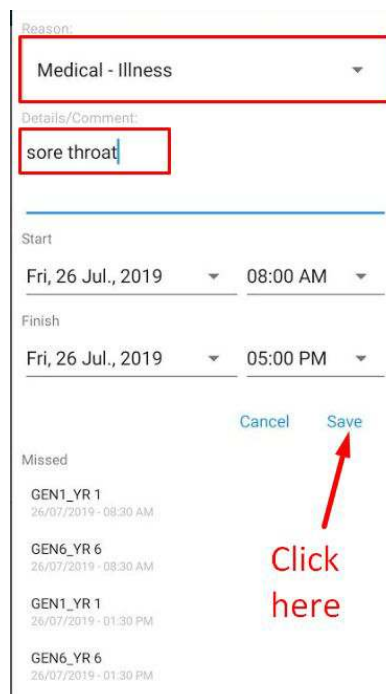 Reason:
Medical - Illness
Details/Comment:
sore throat
Start
Fri, 26 Jul., 2019 08:00 AM
Finish
Fri, 26 Jul., 2019 05:00 PM
Cancel Save
Missed
GEN1_YR 1
26/07/2019 - 08:30 AM
GEN6_YR 6
26/07/2019 - 08:30 AM
Click
here
GEN1_YR 1
26/07/2019 - 01:30 PM
GEN6_YR 6
26/07/2019 - 01:30 PM